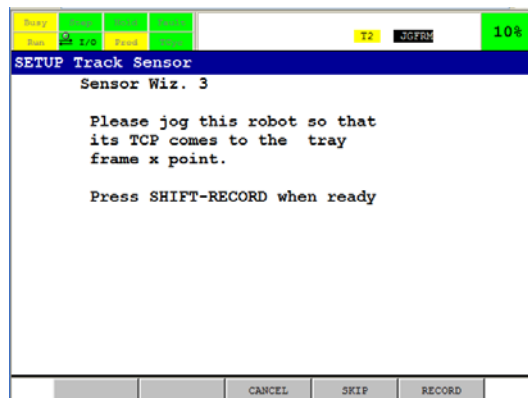 Busy Step Hold Fault
T2 JGFRM 10%
Run I/O Prod TCyc
SETUP Track Sensor
Sensor Wiz. 3
Please jog this robot so that
its TCP comes to the tray
frame x point.
Press SHIFT-RECORD when ready
CANCEL SKIP RECORD